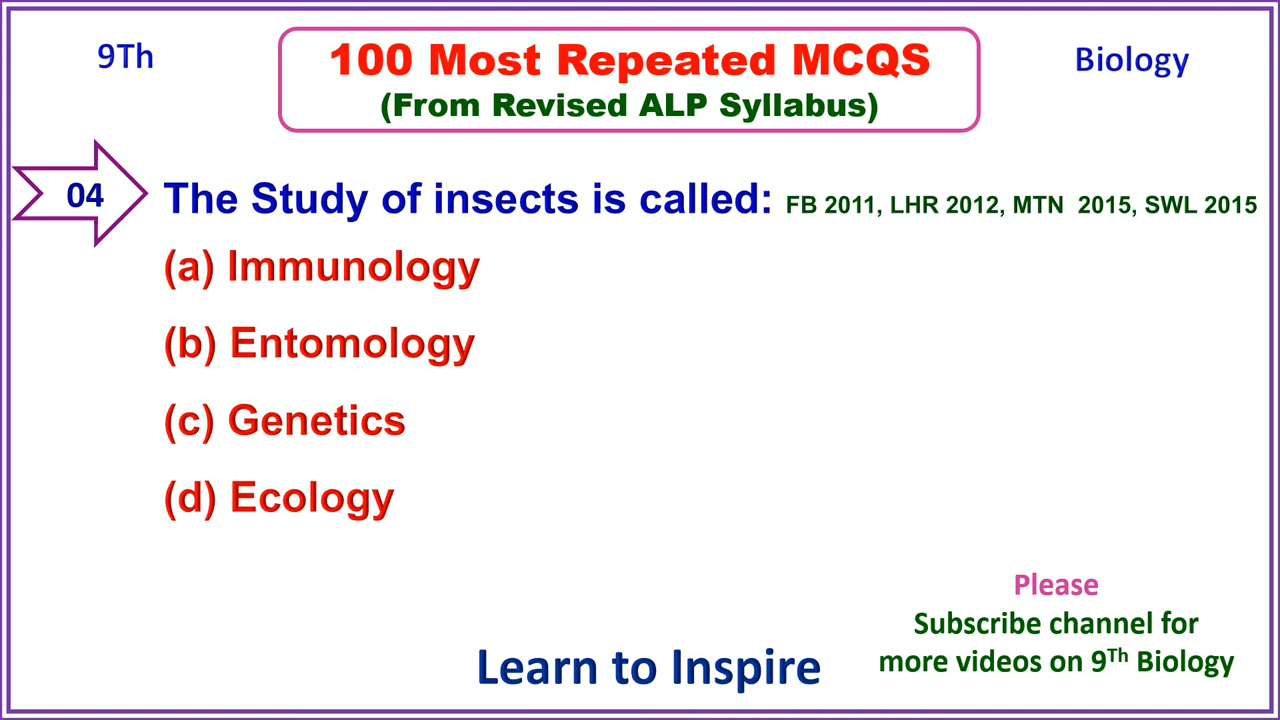 9Th
100 Most Repeated MCQS
Biology
(From Revised ALP Syllabus)
04
The Study of insects is called: FB 2011, LHR 2012, MTN 2015, SWL 2015
(a) Immunology
(b) Entomology
(c) Genetics
(d) Ecology
Please
Subscribe channel for
more videos on 9Th Biology
Learn to Inspire